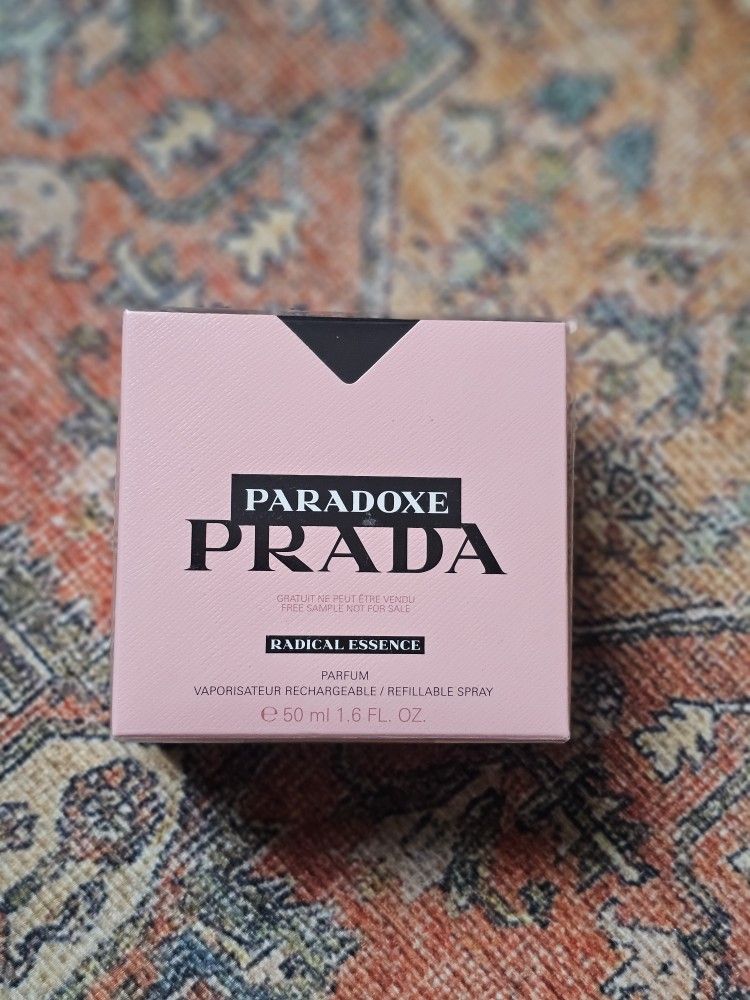 PARADOXE
PRADA
GRATUIT NE PEUT ÊTRE VENDU
FREE SAMPLE NOT FOR SALE
RADICAL ESSENCE
PARFUM
VAPORISATEUR RECHARGEABLE / REFILLABLE SPRAY
℮ 50 ml 1.6 FL. OZ.